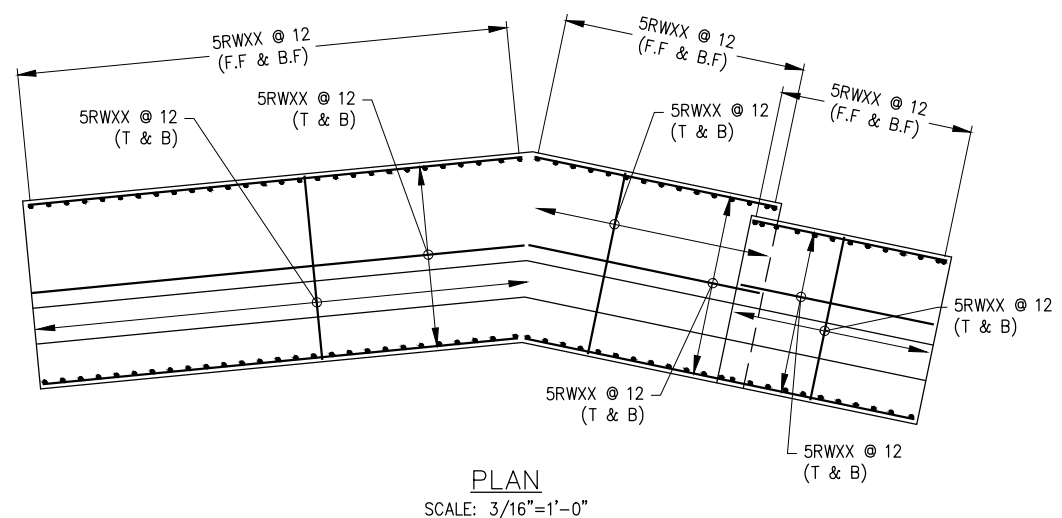 5RWXX @ 12
(F.F & B.F)
5RWXX @ 12
(F.F & B.F)
5RWXX @ 12
(F.F & B.F)
5RWXX @ 12
(T & B)
5RWXX @ 12
(T & B)
5RWXX @ 12
(T & B)
5RWXX @ 12
(T & B)
5RWXX @ 12
(T & B)
5RWXX @ 12
(T & B)
PLAN
SCALE: 3/16"=1'-0"